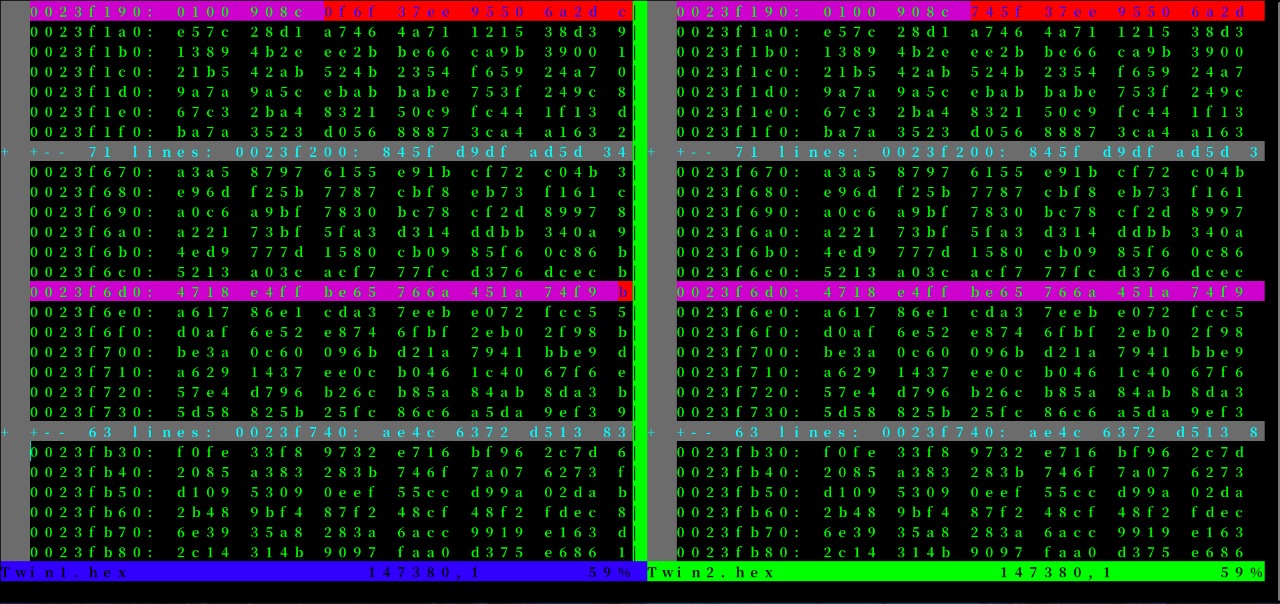 0023f190: 0100 908c 0f6f 37ee 9550 6a2d c
0023f1a0: e57c 28d1 a746 4a71 1215 38d3 9
0023f1b0: 1389 4b2e ee2b be66 ca9b 3900 1
0023f1c0: 21b5 42ab 524b 2354 f659 24a7 0
0023f1d0: 9a7a 9a5c ebab babe 753f 249c 8
0023f1e0: 67c3 2ba4 8321 50c9 fc44 1f13 d
0023f1f0: ba7a 3523 d056 8887 3ca4 a163 2
+ +-- 71 lines: 0023f200: 845f d9df ad5d 34
0023f670: a3a5 8797 6155 e91b cf72 c04b 3
0023f680: e96d f25b 7787 cbf8 eb73 f161 c
0023f690: a0c6 a9bf 7830 bc78 cf2d 8997 8
0023f6a0: a221 73bf 5fa3 d314 ddbb 340a 9
0023f6b0: 4ed9 777d 1580 cb09 85f6 0c86 b
0023f6c0: 5213 a03c acf7 77fc d376 dcec b
0023f6d0: 4718 e4ff be65 766a 451a 74f9 b
0023f6e0: a617 86e1 cda3 7eeb e072 fcc5 5
0023f6f0: d0af 6e52 e874 6fbf 2eb0 2f98 b
0023f700: be3a 0c60 096b d21a 7941 bbe9 d
0023f710: a629 1437 ee0c b046 1c40 67f6 e
0023f720: 57e4 d796 b26c b85a 84ab 8da3 b
0023f730: 5d58 825b 25fc 86c6 a5da 9ef3 9
+ +-- 63 lines: 0023f740: ae4c 6372 d513 83
0023fb30: f0fe 33f8 9732 e716 bf96 2c7d 6
0023fb40: 2085 a383 283b 746f 7a07 6273 f
0023fb50: d109 5309 0eef 55cc d99a 02da b
0023fb60: 2b48 9bf4 87f2 48cf 48f2 fdec 8
0023fb70: 6e39 35a8 283a 6acc 9919 e163 d
0023fb80: 2c14 314b 9097 faa0 d375 e686 1
Twin1.hex 147380,1 59%
0023f190: 0100 908c 745f 37ee 9550 6a2d
0023f1a0: e57c 28d1 a746 4a71 1215 38d3
0023f1b0: 1389 4b2e ee2b be66 ca9b 3900
0023f1c0: 21b5 42ab 524b 2354 f659 24a7
0023f1d0: 9a7a 9a5c ebab babe 753f 249c
0023f1e0: 67c3 2ba4 8321 50c9 fc44 1f13
0023f1f0: ba7a 3523 d056 8887 3ca4 a163
+ +-- 71 lines: 0023f200: 845f d9df ad5d 3
0023f670: a3a5 8797 6155 e91b cf72 c04b
0023f680: e96d f25b 7787 cbf8 eb73 f161
0023f690: a0c6 a9bf 7830 bc78 cf2d 8997
0023f6a0: a221 73bf 5fa3 d314 ddbb 340a
0023f6b0: 4ed9 777d 1580 cb09 85f6 0c86
0023f6c0: 5213 a03c acf7 77fc d376 dcec
0023f6d0: 4718 e4ff be65 766a 451a 74f9
0023f6e0: a617 86e1 cda3 7eeb e072 fcc5
0023f6f0: d0af 6e52 e874 6fbf 2eb0 2f98
0023f700: be3a 0c60 096b d21a 7941 bbe9
0023f710: a629 1437 ee0c b046 1c40 67f6
0023f720: 57e4 d796 b26c b85a 84ab 8da3
0023f730: 5d58 825b 25fc 86c6 a5da 9ef3
+ +-- 63 lines: 0023f740: ae4c 6372 d513 8
0023fb30: f0fe 33f8 9732 e716 bf96 2c7d
0023fb40: 2085 a383 283b 746f 7a07 6273
0023fb50: d109 5309 0eef 55cc d99a 02da
0023fb60: 2b48 9bf4 87f2 48cf 48f2 fdec
0023fb70: 6e39 35a8 283a 6acc 9919 e163
0023fb80: 2c14 314b 9097 faa0 d375 e686
Twin2.hex 147380,1 59%